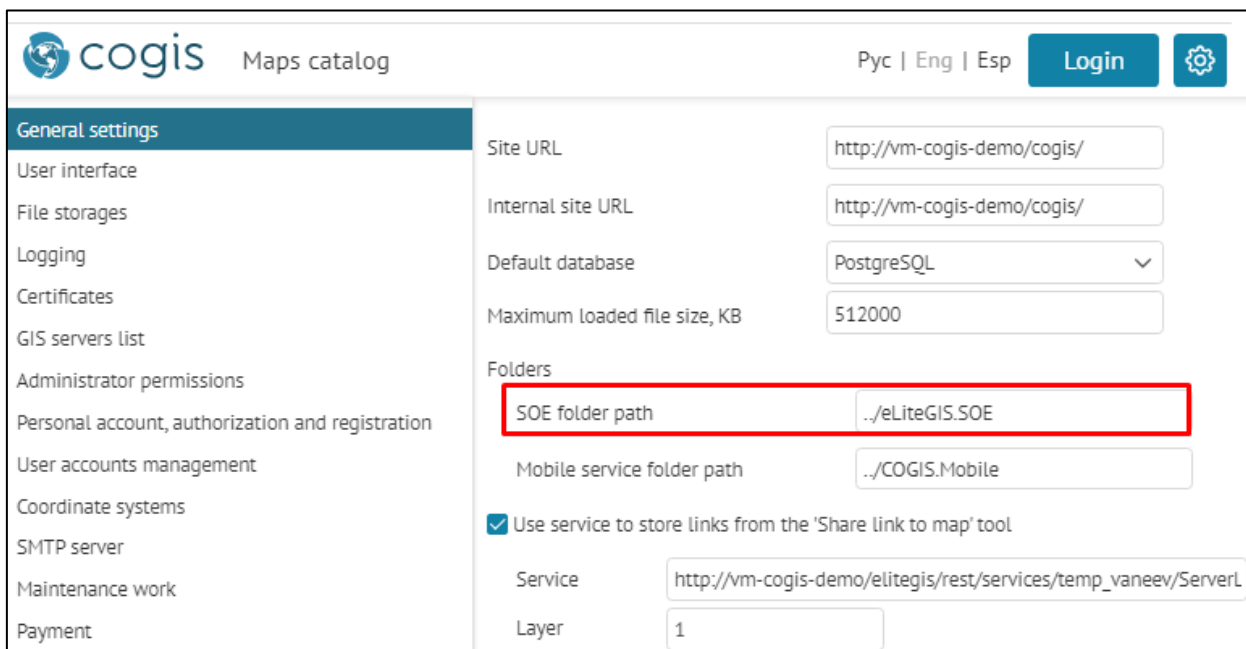 cogis Maps catalog Рус | Eng | Esp Login
General settings
User interface
File storages
Logging
Certificates
GIS servers list
Administrator permissions
Personal account, authorization and registration
User accounts management
Coordinate systems
SMTP server
Maintenance work
Payment
Site URL http://vm-cogis-demo/cogis/
Internal site URL http://vm-cogis-demo/cogis/
Default database PostgreSQL
Maximum loaded file size, KB 512000
Folders
SOE folder path ../eLiteGIS.SOE
Mobile service folder path ../COGIS.Mobile
Use service to store links from the 'Share link to map' tool
Service http://vm-cogis-demo/elitegis/rest/services/temp_vaneev/ServerL
Layer 1